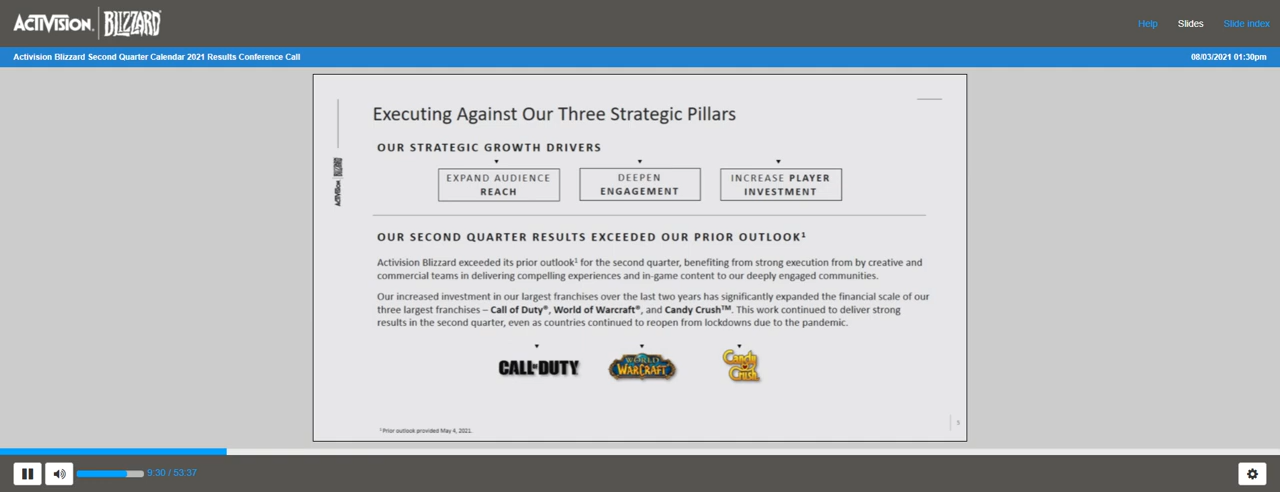 ACTIVISION. BLIZZARD
Help Slides Slide index
Activision Blizzard Second Quarter Calendar 2021 Results Conference Call
08/03/2021 01:30pm
ACTIVISION BLIZZARD
Executing Against Our Three Strategic Pillars
OUR STRATEGIC GROWTH DRIVERS
EXPAND AUDIENCE
REACH
DEEPEN
ENGAGEMENT
INCREASE PLAYER
INVESTMENT
OUR SECOND QUARTER RESULTS EXCEEDED OUR PRIOR OUTLOOK¹
Activision Blizzard exceeded its prior outlook¹ for the second quarter, benefiting from strong execution from by creative and
commercial teams in delivering compelling experiences and in-game content to our deeply engaged communities.
Our increased investment in our largest franchises over the last two years has significantly expanded the financial scale of our
three largest franchises – Call of Duty®, World of Warcraft®, and Candy Crush™. This work continued to deliver strong
results in the second quarter, even as countries continued to reopen from lockdowns due to the pandemic.
CALL OF DUTY
WORLD
OF
WARCRAFT
Candy
Crush
¹ Prior outlook provided May 4, 2021.
5
9:30 / 53:37